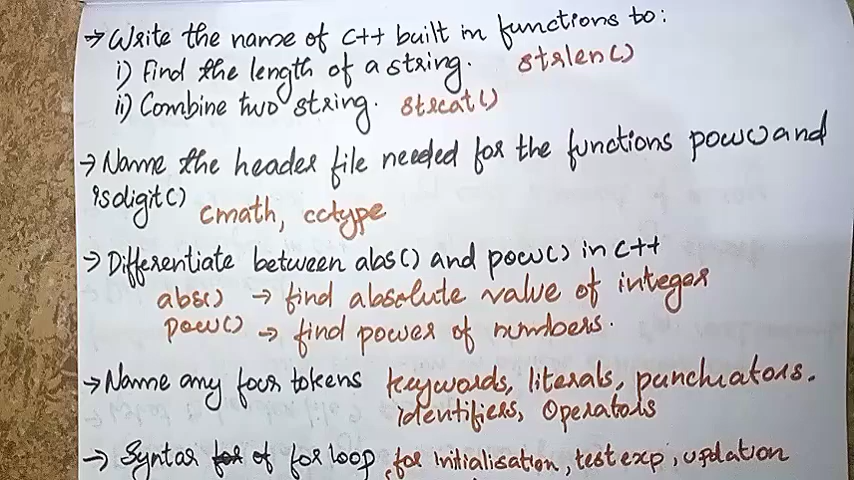 → Write the name of C++ built in functions to:
i) Find the length of a string. strlen()
ii) Combine two string. strcat()
→ Name the header file needed for the functions pow() and
isdigit() cmath, cctype
→ Differentiate between abs() and pow() in C++
abs() → find absolute value of integer
pow() → find power of numbers.
→ Name any four tokens keywords, literals, punctuators.
identifiers, Operators
→ Syntax for of for loop, for initialisation, test exp, updation